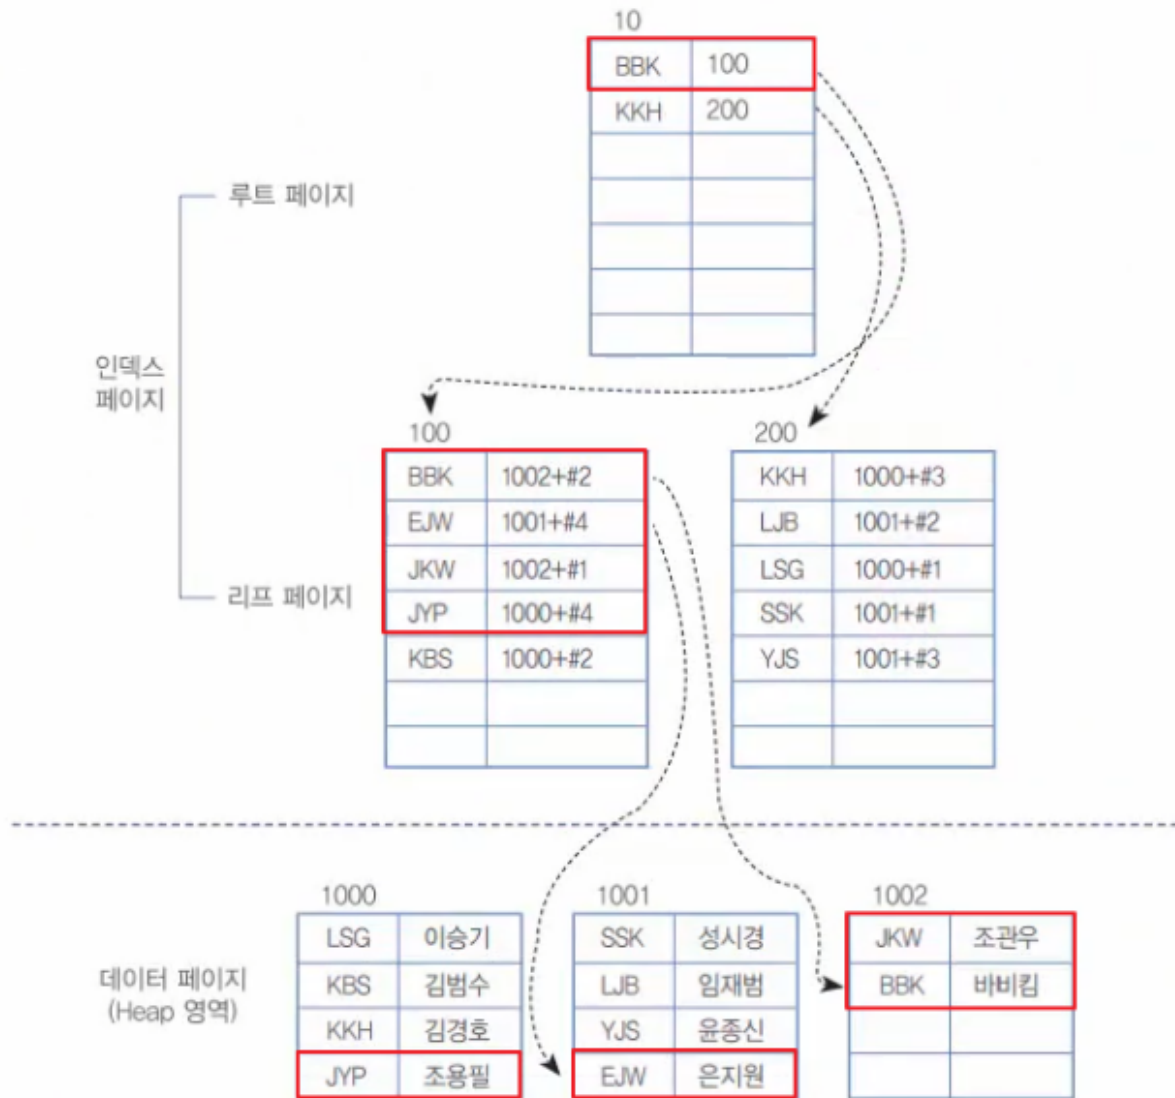 10
BBK 100
KKH 200
루트 페이지
인덱스
페이지
리프 페이지
100
BBK 1002+#2
EJW 1001+#4
JKW 1002+#1
JYP 1000+#4
KBS 1000+#2
200
KKH 1000+#3
LJB 1001+#2
LSG 1000+#1
SSK 1001+#1
YJS 1001+#3
데이터 페이지
(Heap 영역)
1000
LSG 이승기
KBS 김범수
KKH 김경호
JYP 조용필
1001
SSK 성시경
LJB 임재범
YJS 윤종신
EJW 은지원
1002
JKW 조관우
BBK 바비킴